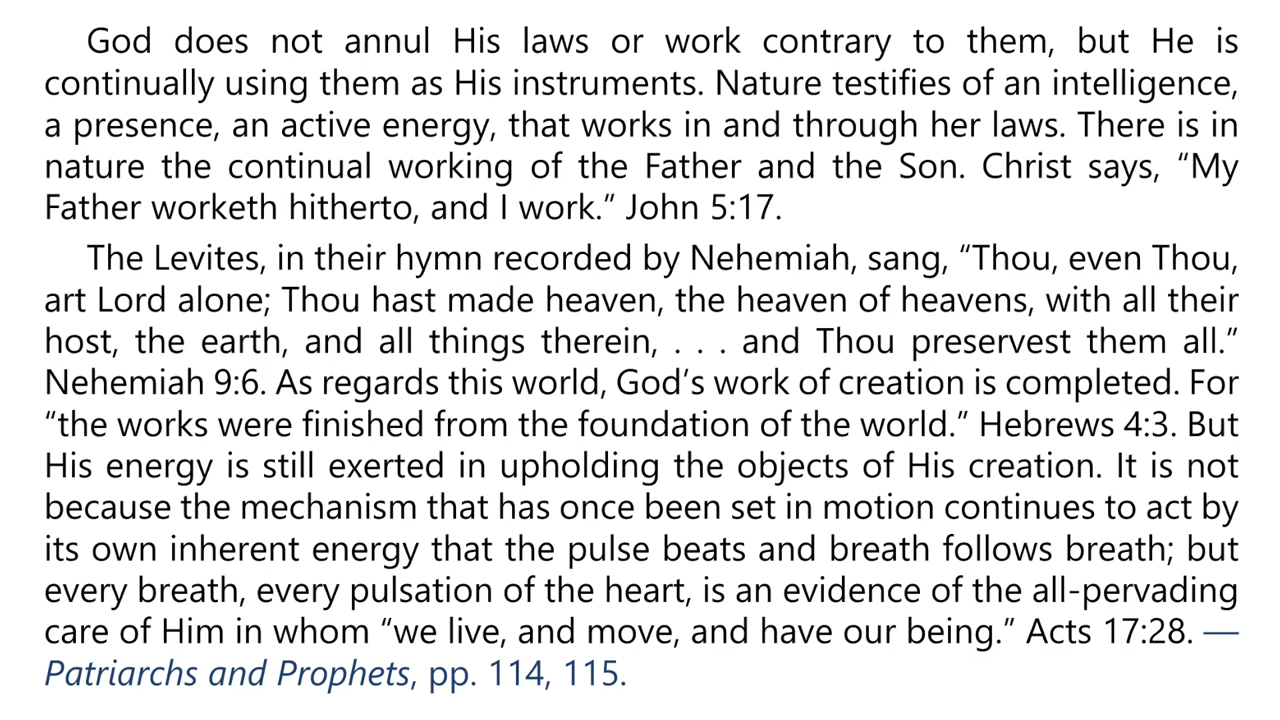 God does not annul His laws or work contrary to them, but He is
continually using them as His instruments. Nature testifies of an intelligence,
a presence, an active energy, that works in and through her laws. There is in
nature the continual working of the Father and the Son. Christ says, “My
Father worketh hitherto, and I work.” John 5:17.
The Levites, in their hymn recorded by Nehemiah, sang, “Thou, even Thou,
art Lord alone; Thou hast made heaven, the heaven of heavens, with all their
host, the earth, and all things therein, . . . and Thou preservest them all.”
Nehemiah 9:6. As regards this world, God’s work of creation is completed. For
“the works were finished from the foundation of the world.” Hebrews 4:3. But
His energy is still exerted in upholding the objects of His creation. It is not
because the mechanism that has once been set in motion continues to act by
its own inherent energy that the pulse beats and breath follows breath; but
every breath, every pulsation of the heart, is an evidence of the all-pervading
care of Him in whom “we live, and move, and have our being.” Acts 17:28. —
Patriarchs and Prophets, pp. 114, 115.